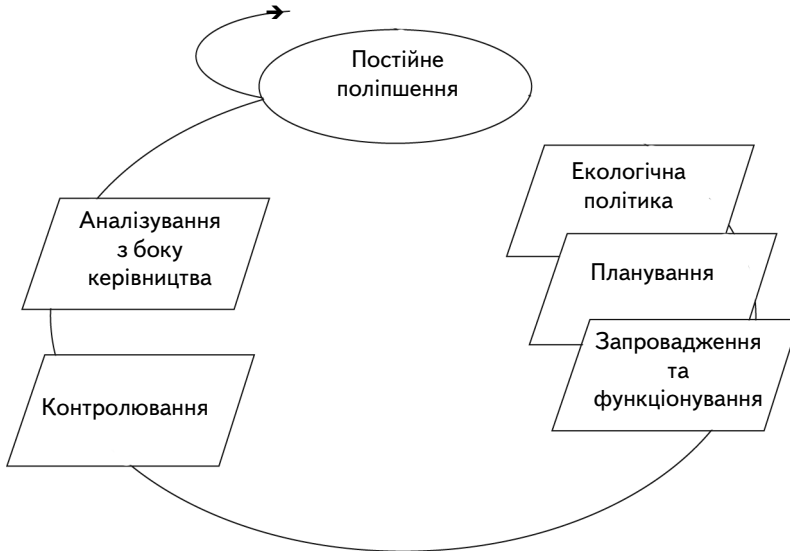 Постійне
поліпшення
Екологічна
політика
Планування
Запровадження
та
функціонування
Контролювання
Аналізування
з боку
керівництва